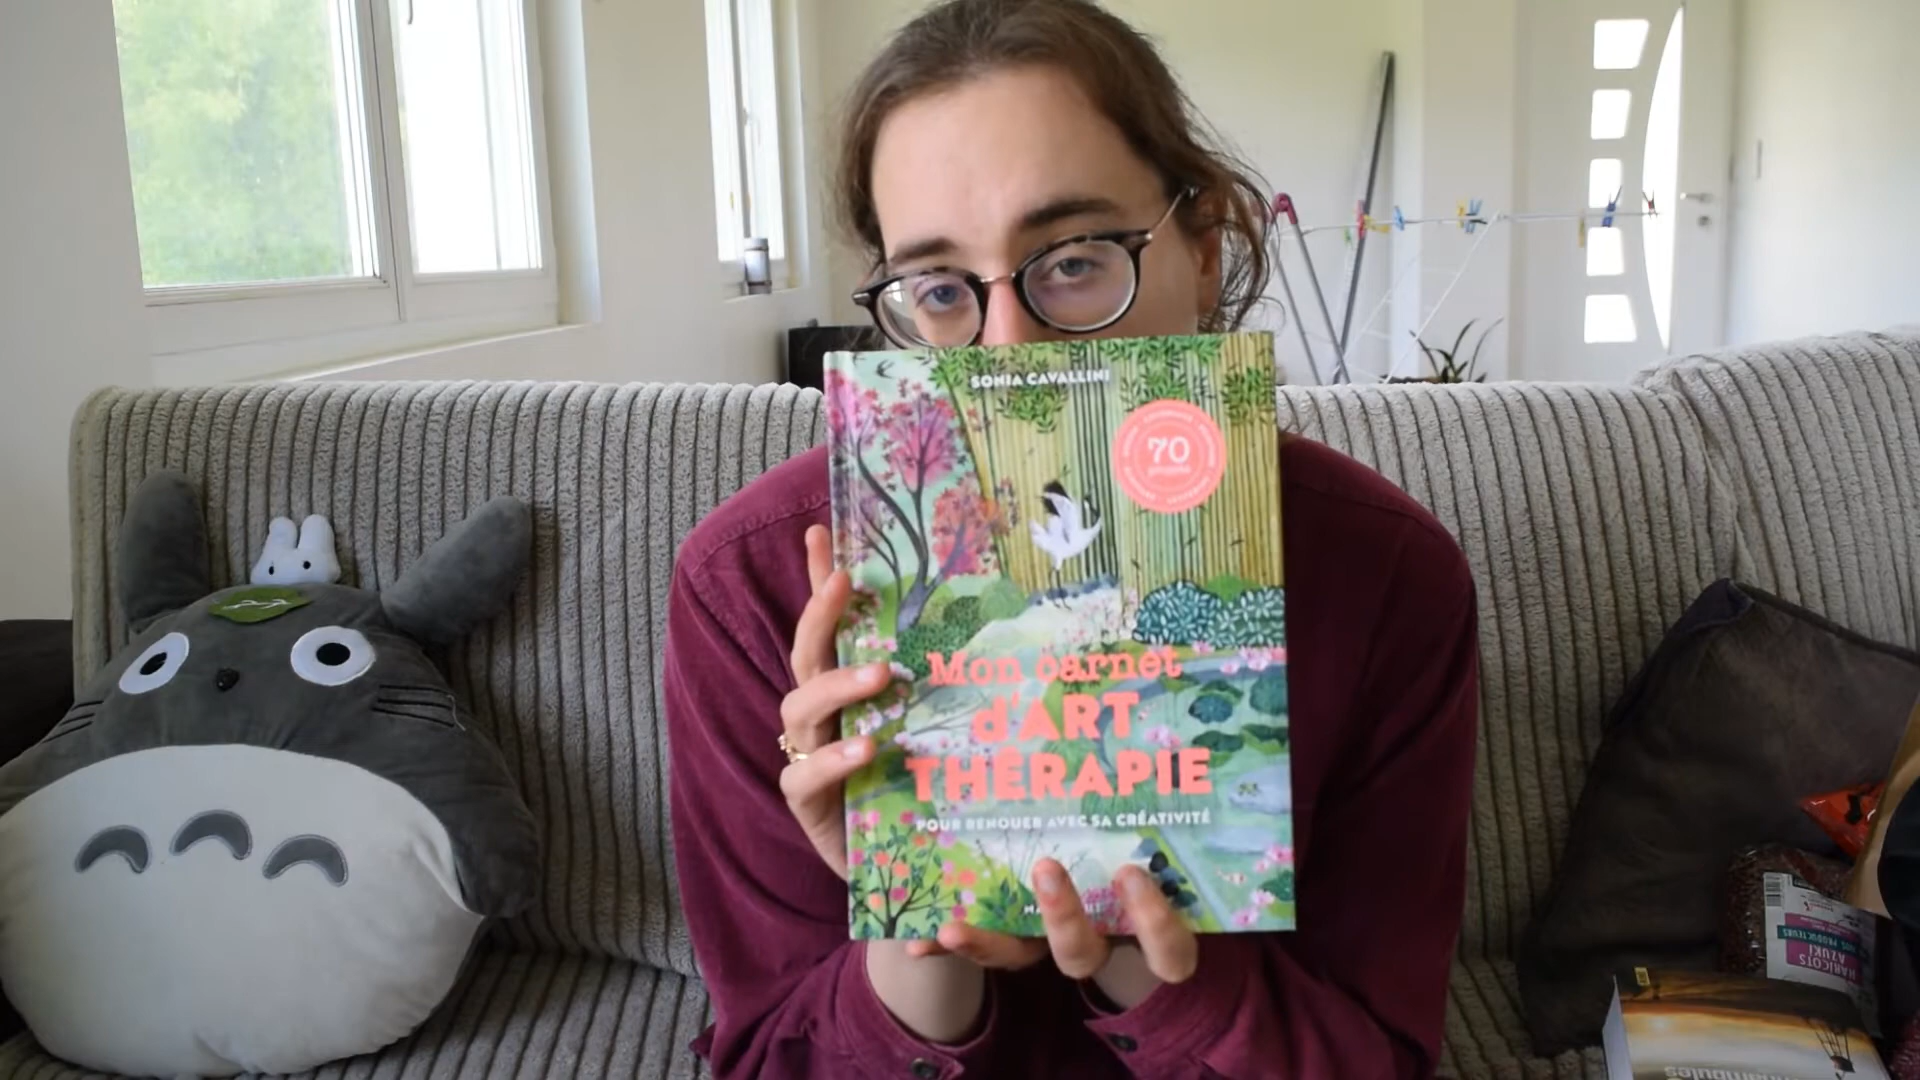 SONIA CAVALLINI
70
Mon carnet
d'ART
THÉRAPIE
POUR RENOUER AVEC SA CRÉATIVITÉ
HARICOTS
AZUKI